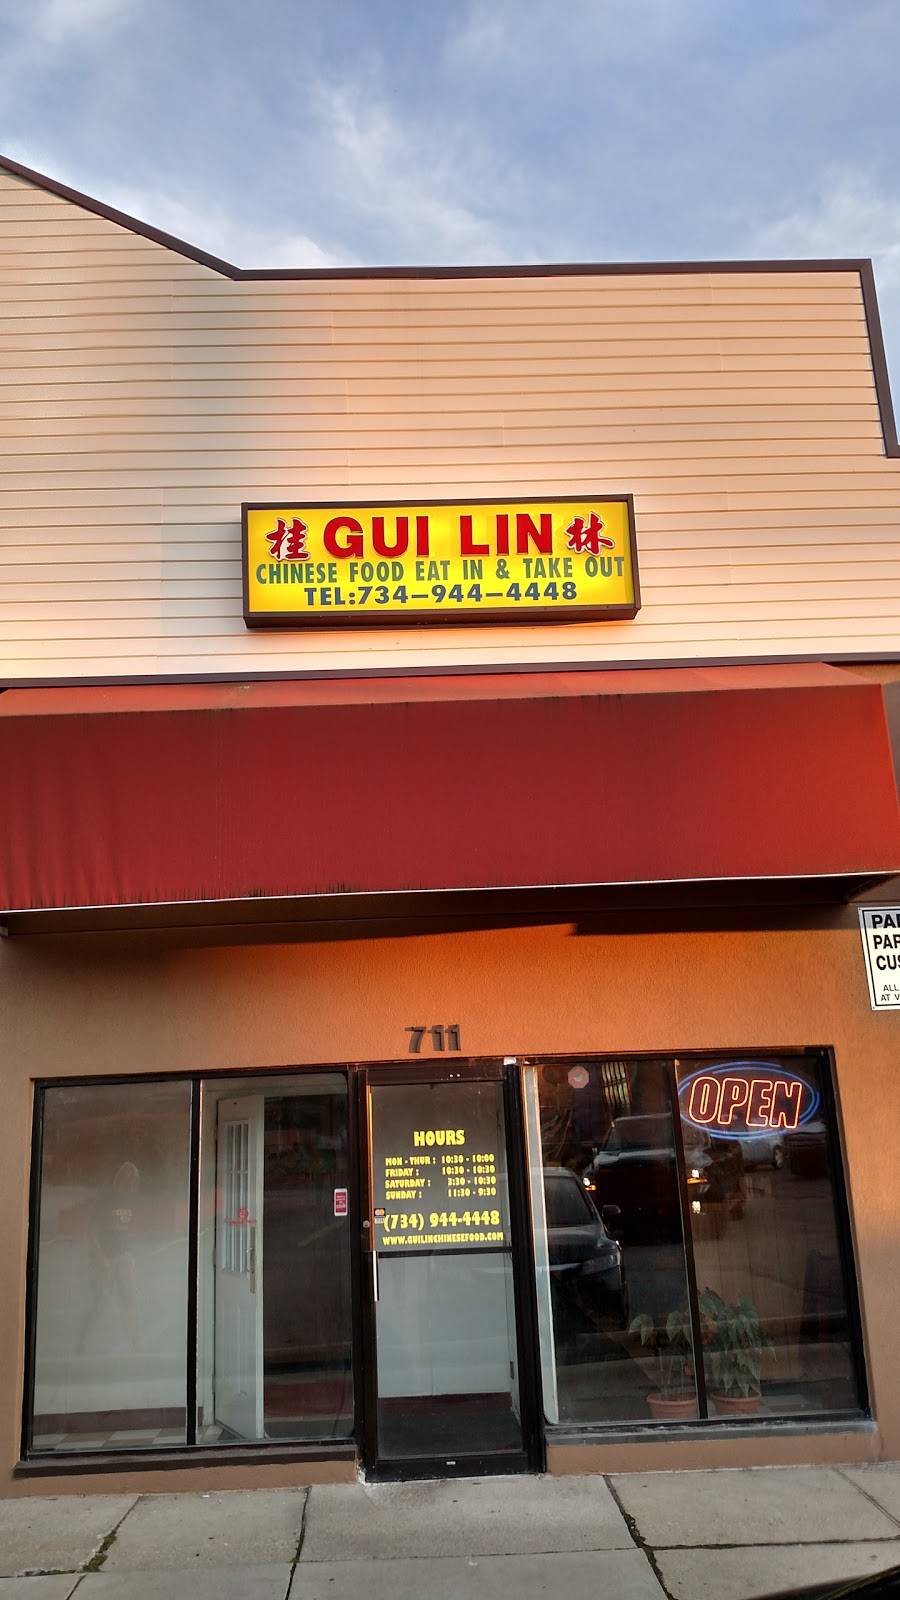 桂 GUI LIN 林
CHINESE FOOD EAT IN & TAKE OUT
TEL:734-944-4448
711
OPEN
HOURS
MON - THUR : 10:30 - 10:00
FRIDAY : 10:30 - 10:30
SATURDAY : 3:30 - 10:30
SUNDAY : 11:30 - 9:30
(734) 944-4448
WWW.GUILINCHINESEFOOD.COM
ALL